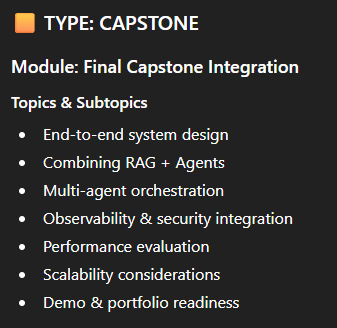 🟧 TYPE: CAPSTONE
Module: Final Capstone Integration
Topics & Subtopics
• End-to-end system design
• Combining RAG + Agents
• Multi-agent orchestration
• Observability & security integration
• Performance evaluation
• Scalability considerations
• Demo & portfolio readiness